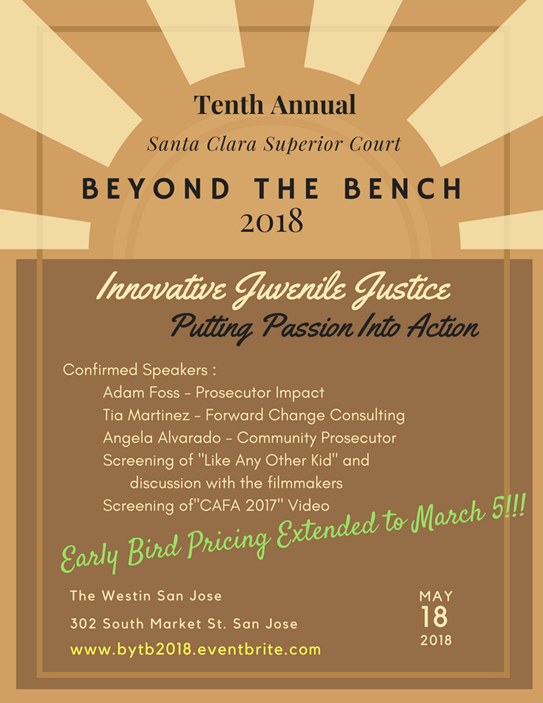 Tenth Annual
Santa Clara Superior Court
BEYOND THE BENCH
2018
Innovative Juvenile Justice
Putting Passion Into Action
Confirmed Speakers :
Adam Foss - Prosecutor Impact
Tia Martinez - Forward Change Consulting
Angela Alvarado - Community Prosecutor
Screening of "Like Any Other Kid" and
discussion with the filmmakers
Screening of"CAFA 2017" Video
Early Bird Pricing Extended to March 5!!!
The Westin San Jose
302 South Market St. San Jose
www.bytb2018.eventbrite.com
MAY
18
2018